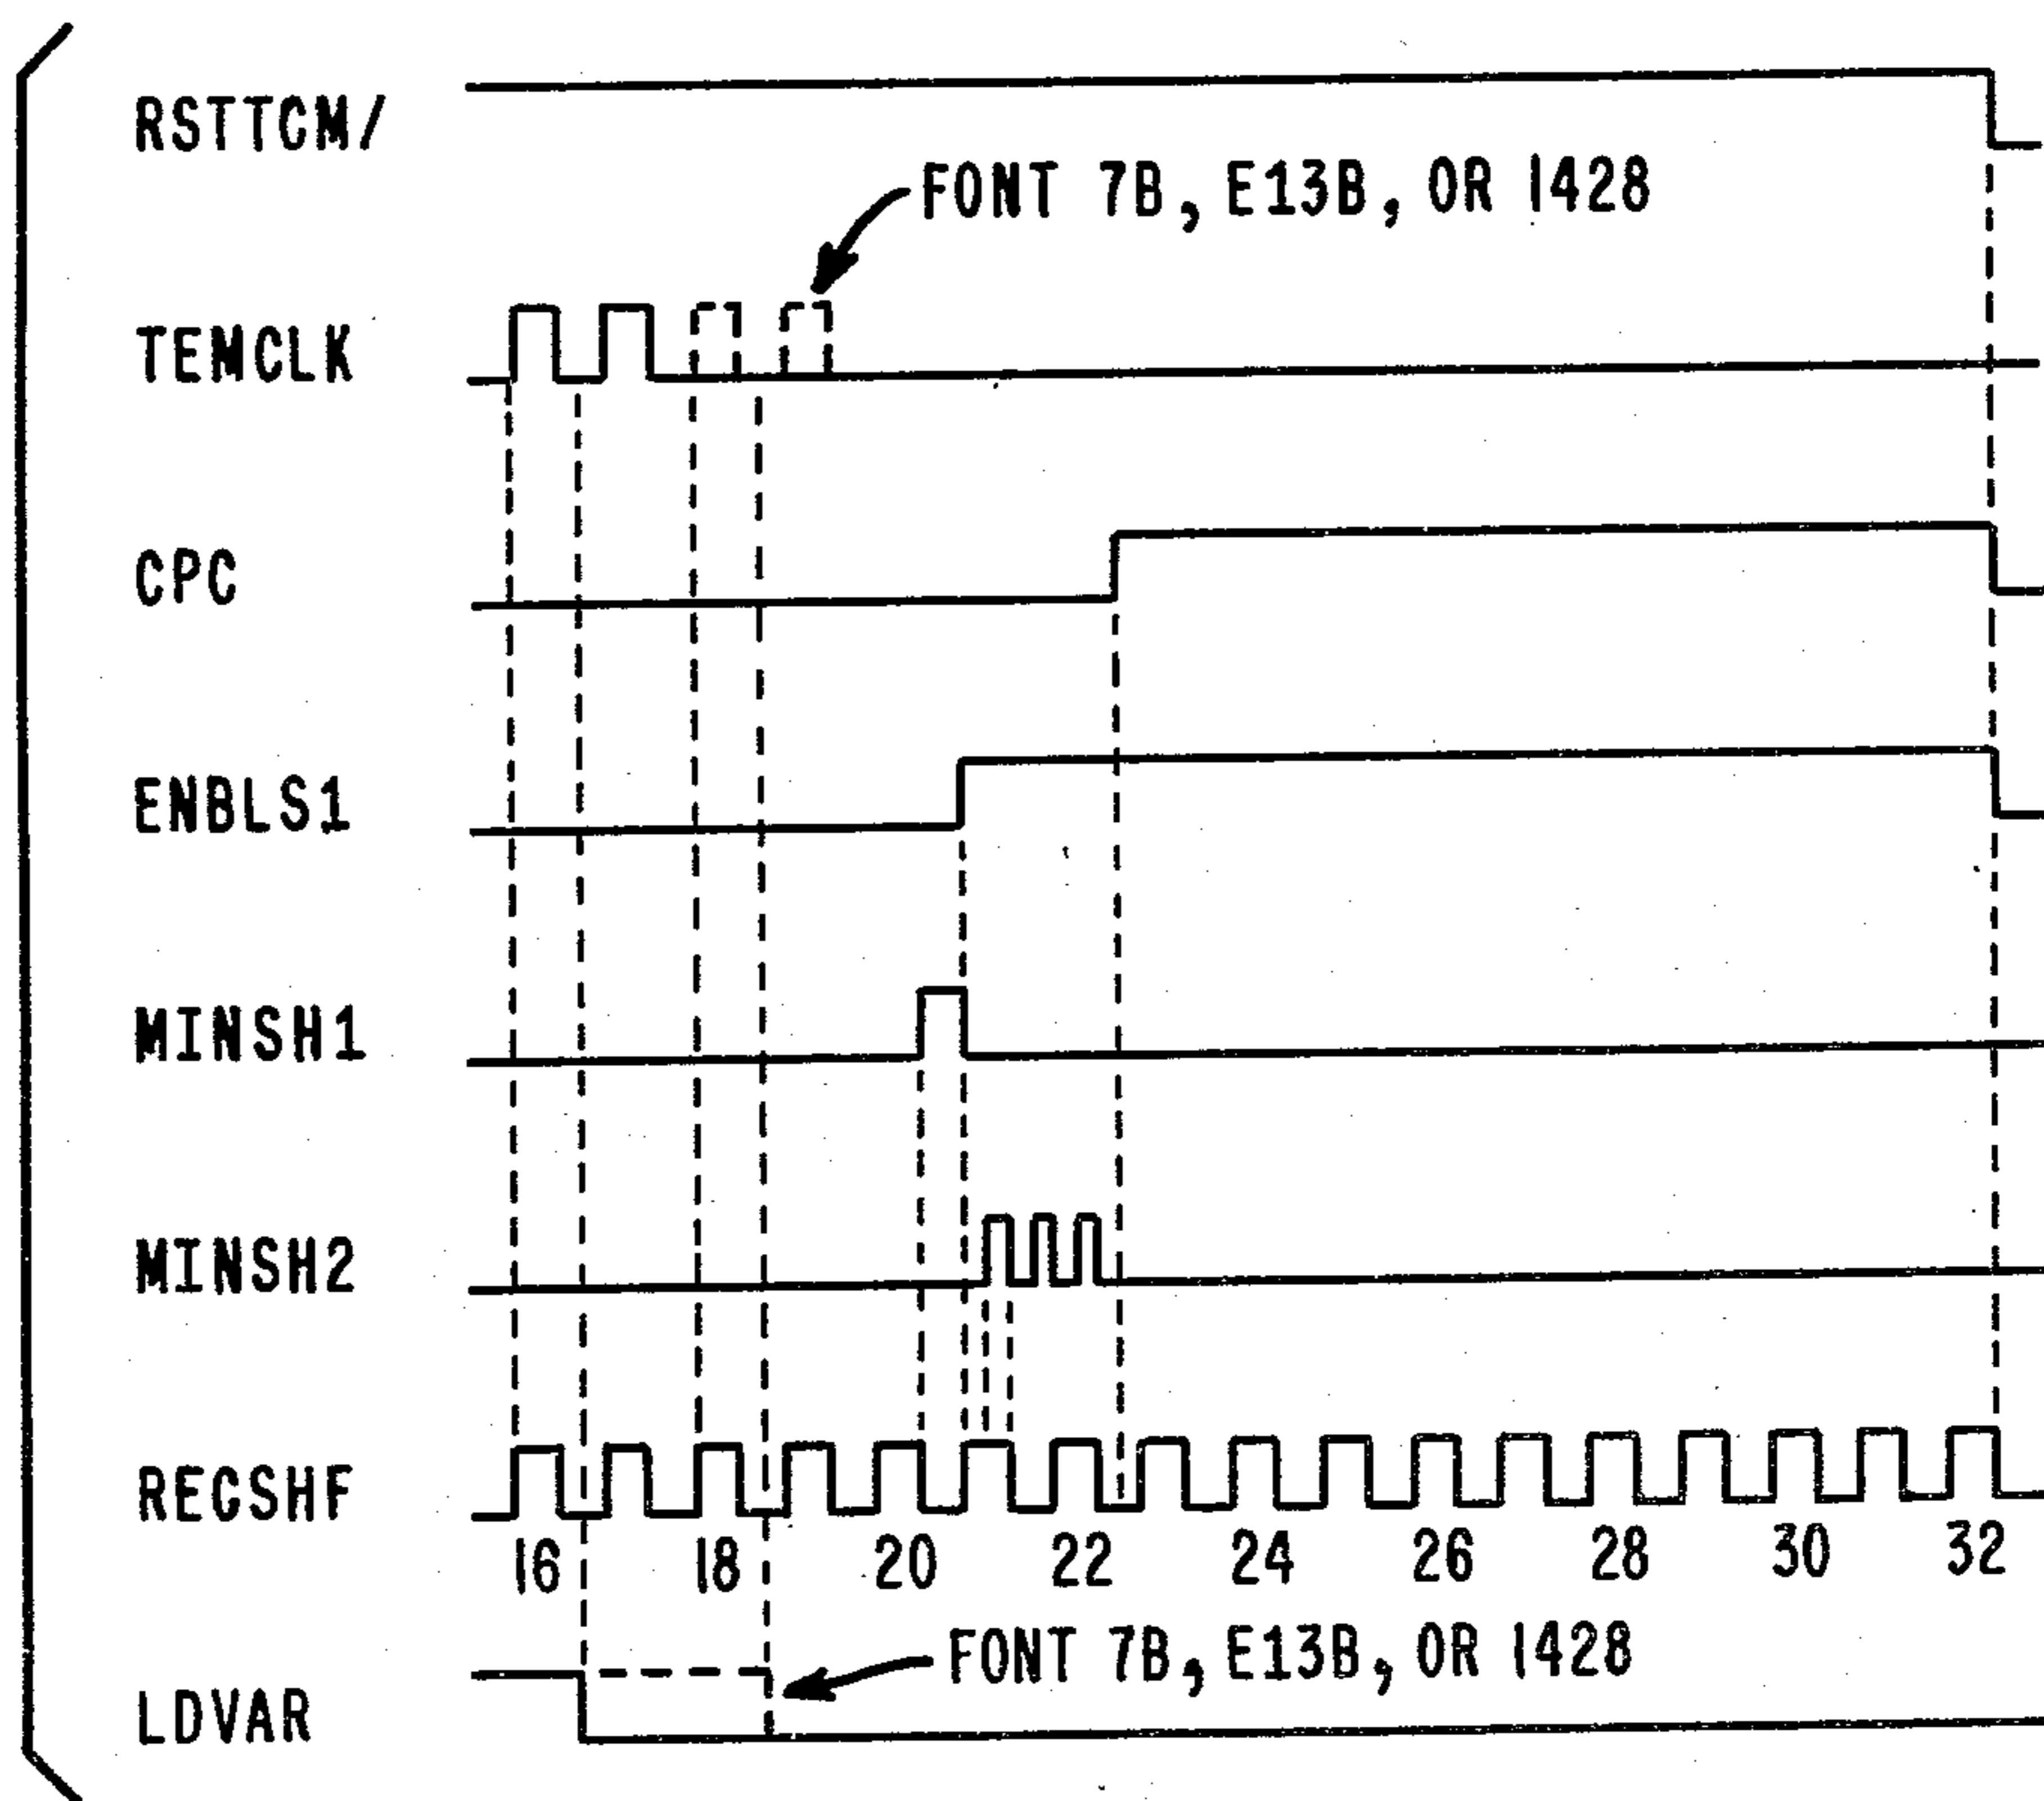 RSTTCM/
FONT 7B, E13B, OR 1428
TEMCLK
CPC
ENBLS1
MINSH1
MINSH2
RECSHF
16 18 20 22 24 26 28 30 32
FONT 7B, E13B, OR 1428
LDVAR